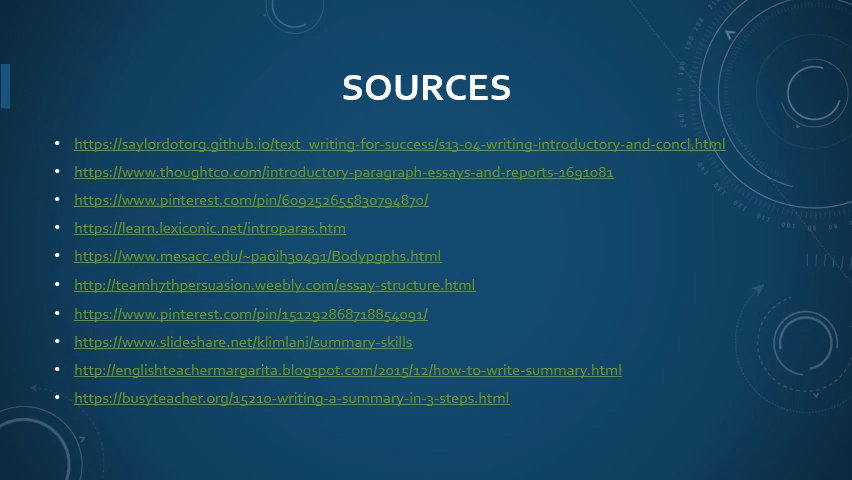 SOURCES
• https://saylordotorg.github.io/text_writing-for-success/s13-04-writing-introductory-and-concl.html
• https://www.thoughtco.com/introductory-paragraph-essays-and-reports-1691081
• https://www.pinterest.com/pin/609252655830794870/
• https://learn.lexiconic.net/introparas.htm
• https://www.mesacc.edu/~paoih30491/Bodypgphs.html
• http://teamh7thpersuasion.weebly.com/essay-structure.html
• https://www.pinterest.com/pin/151292868718854091/
• https://www.slideshare.net/klimlani/summary-skills
• http://englishteachermargarita.blogspot.com/2015/12/how-to-write-summary.html
• https://busyteacher.org/15210-writing-a-summary-in-3-steps.html